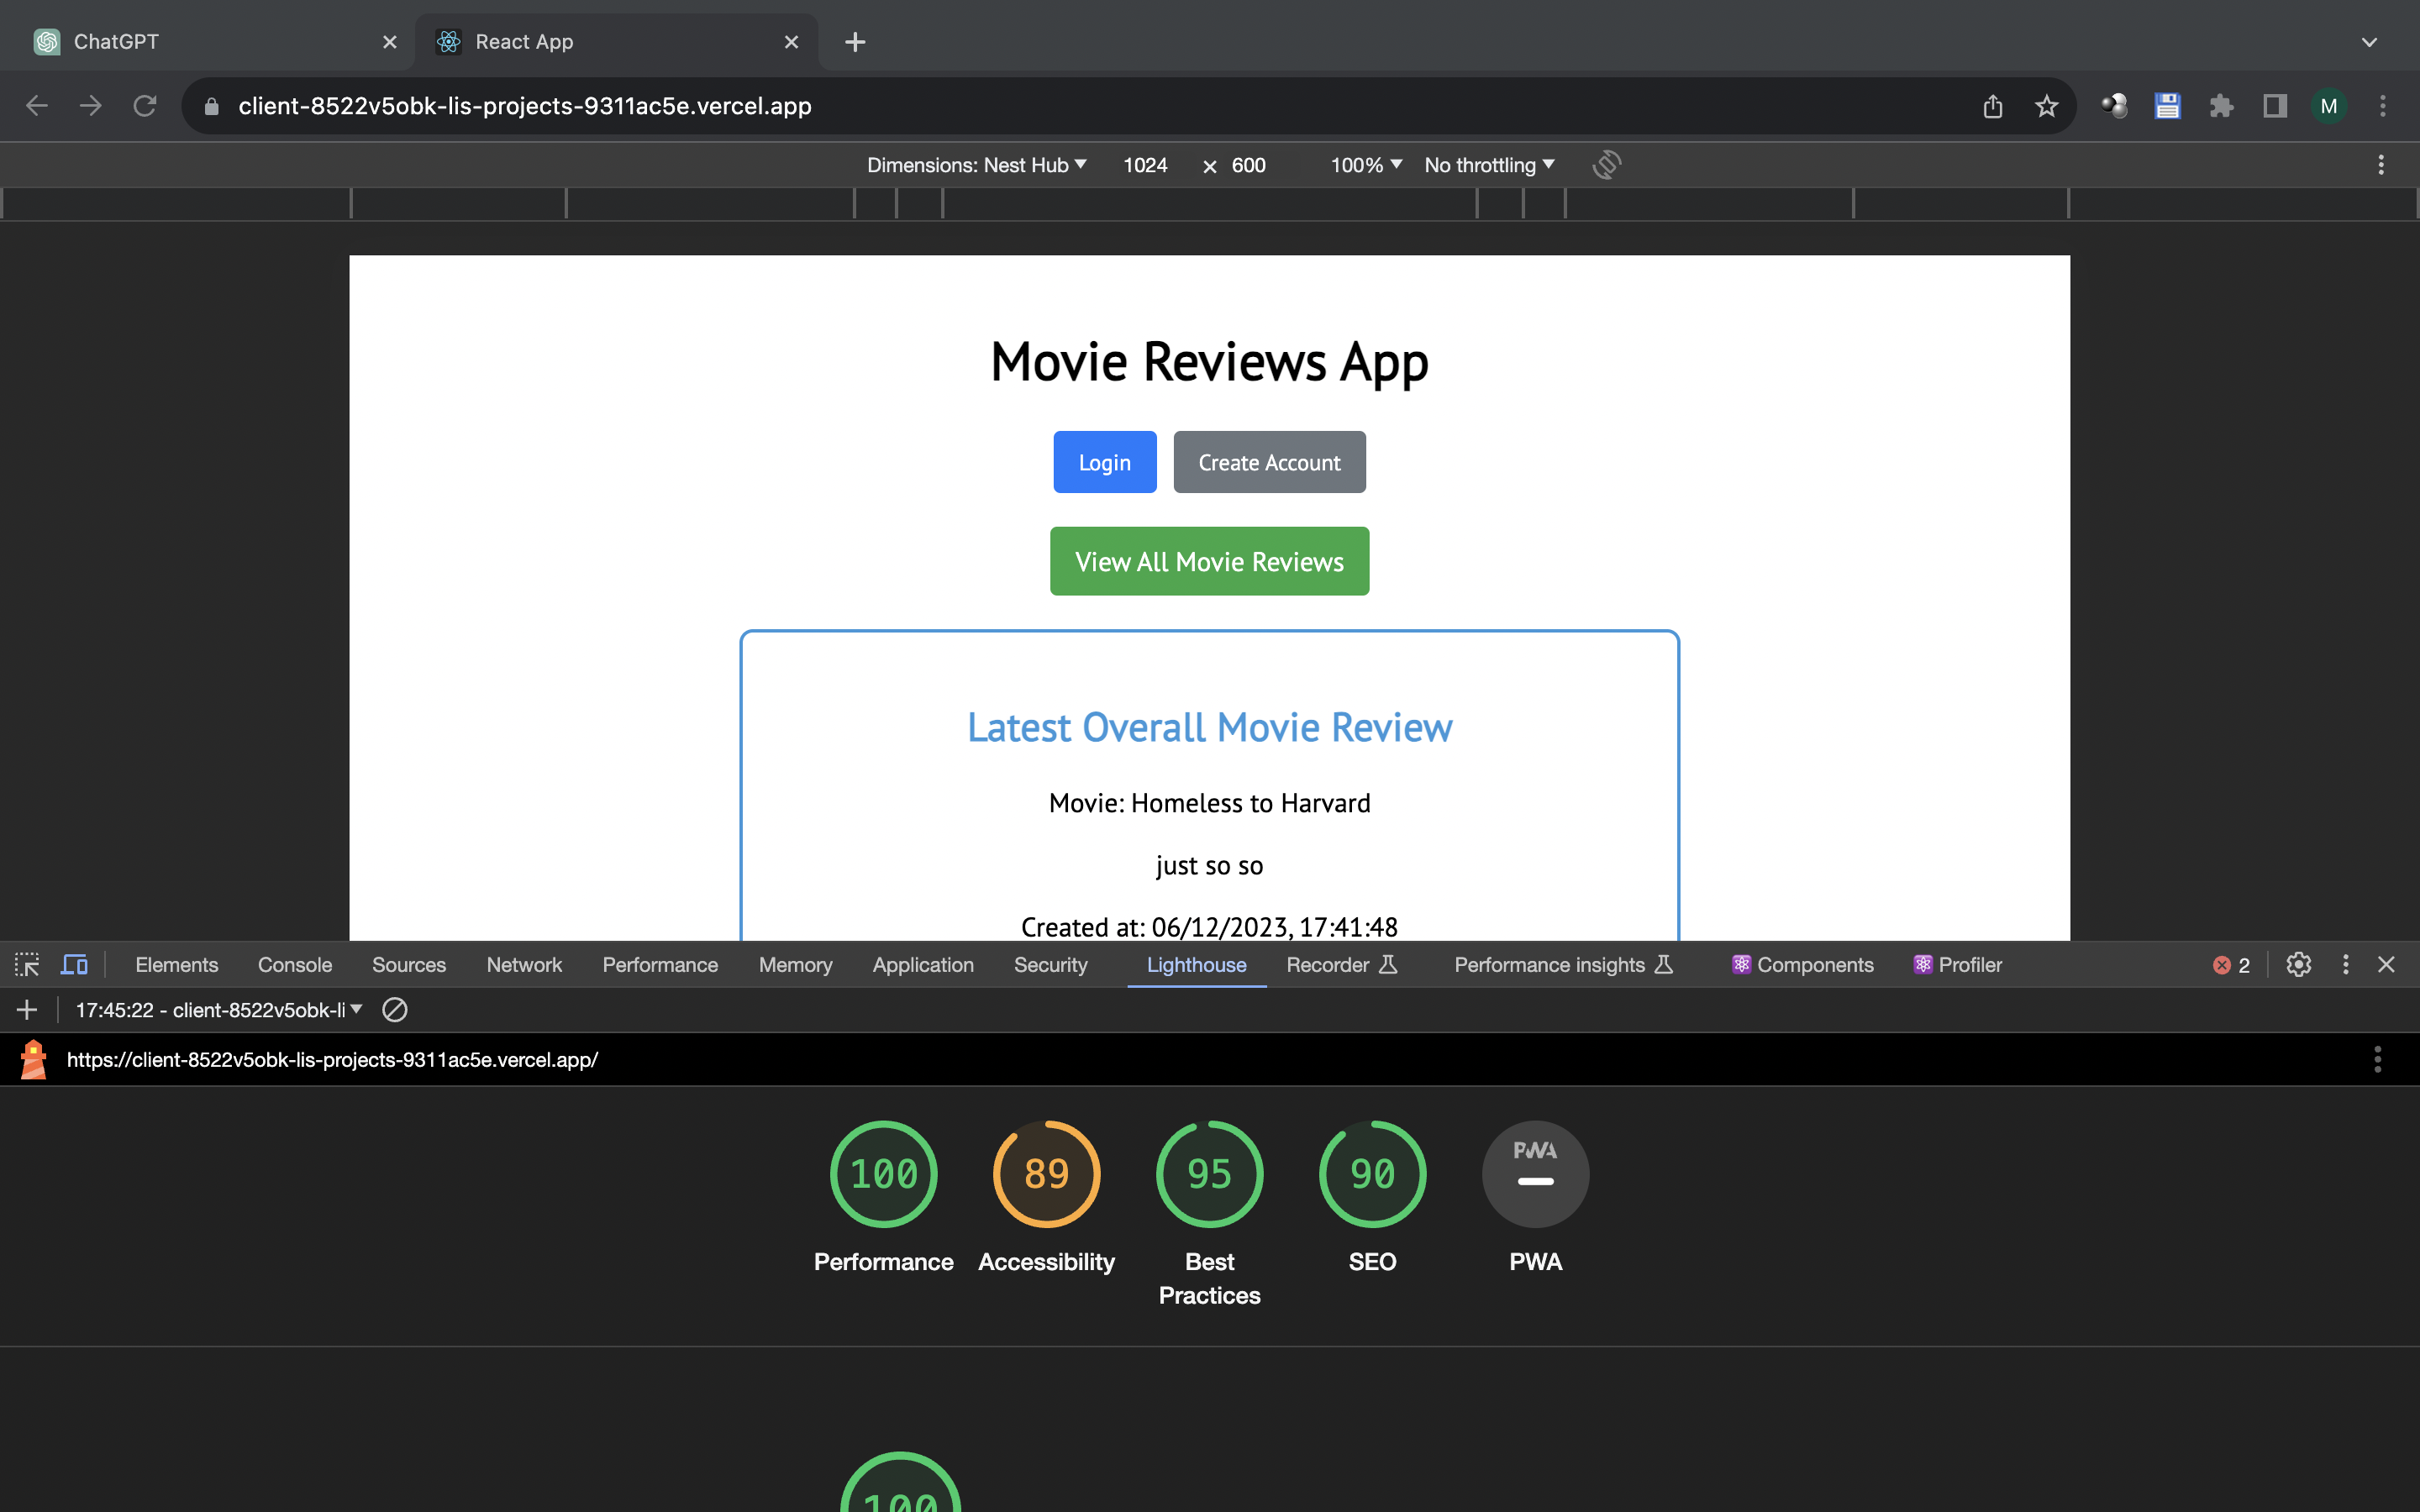 ChatGPT
React App
client-8522v5obk-lis-projects-9311ac5e.vercel.app
M
Dimensions: Nest Hub 1024 × 600 100% No throttling
Movie Reviews App
Login Create Account
View All Movie Reviews
Latest Overall Movie Review
Movie: Homeless to Harvard
just so so
Created at: 06/12/2023, 17:41:48
Elements Console Sources Network Performance Memory Application Security Lighthouse Recorder Performance insights Components Profiler 2
17:45:22 - client-8522v5obk-li
https://client-8522v5obk-lis-projects-9311ac5e.vercel.app/
100 89 95 90 PWA
Performance Accessibility Best SEO PWA
Practices
100